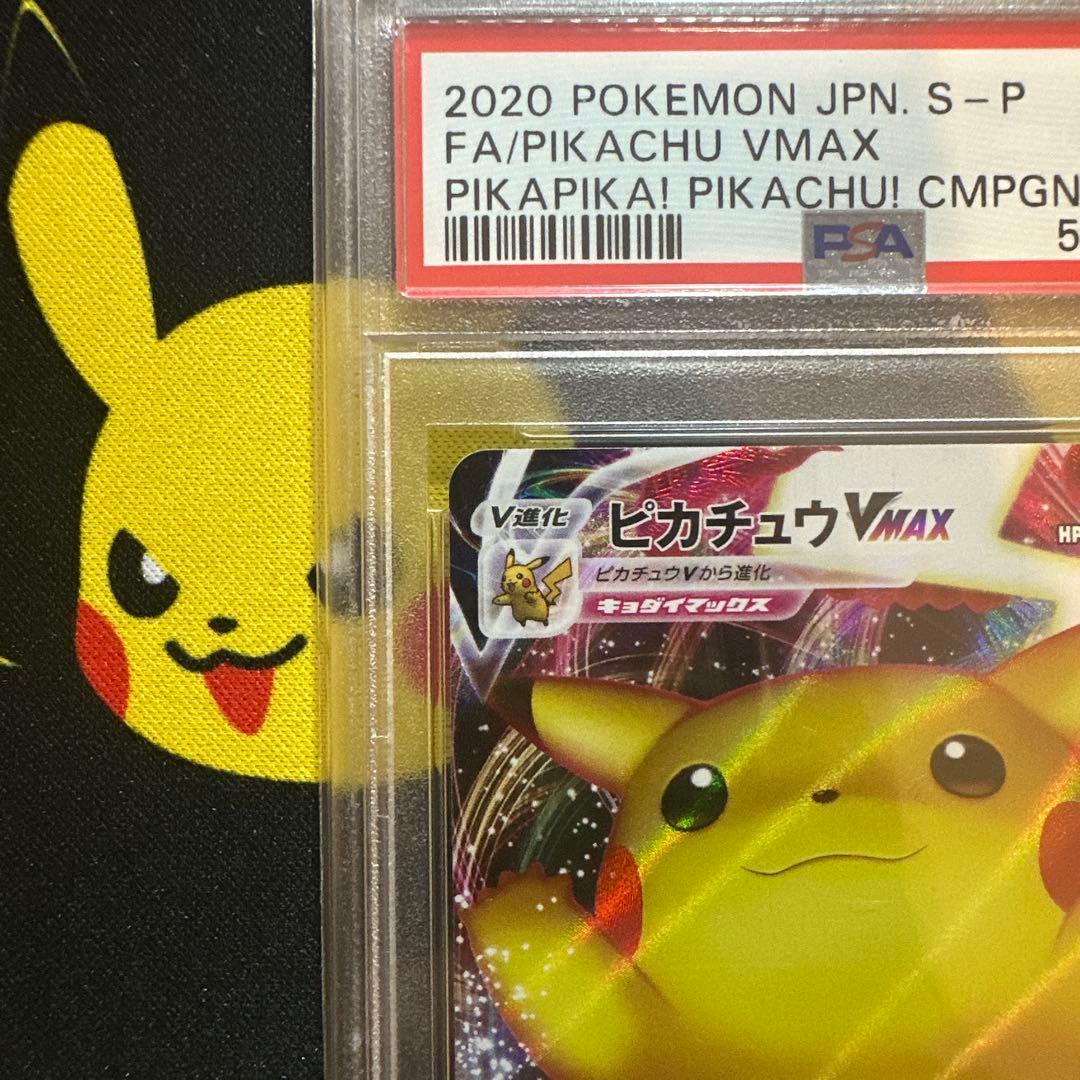 2020 POKEMON JPN. S-P
FA/PIKACHU VMAX
PIKAPIKA! PIKACHU! CMPGN
5
PSA
V進化
ピカチュウVMAX
HP
ピカチュウVから進化
キョダイマックス